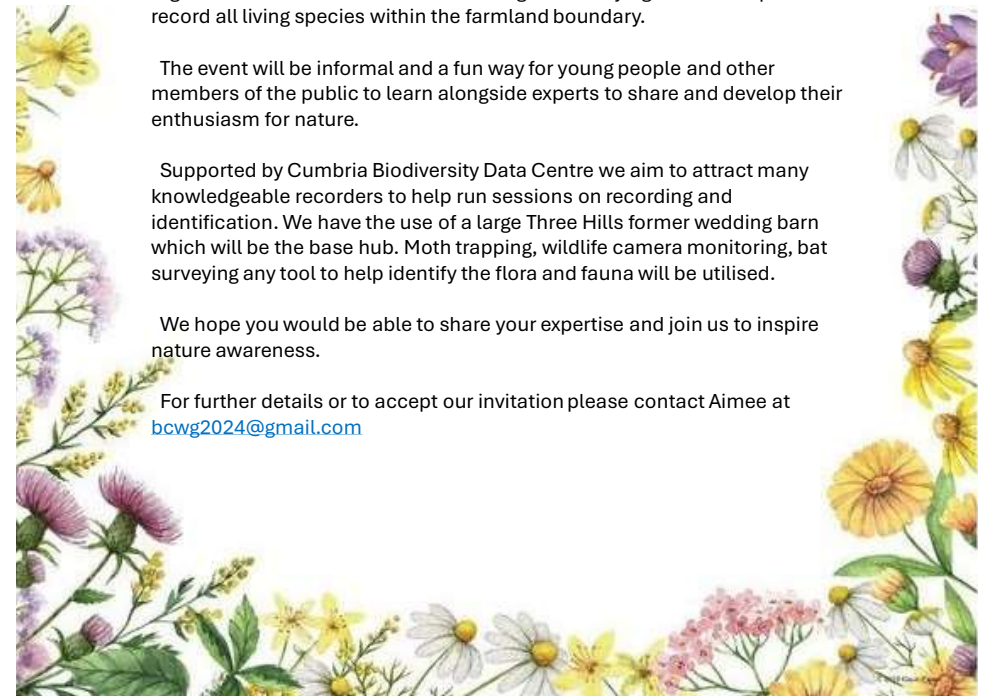 record all living species within the farmland boundary.
The event will be informal and a fun way for young people and other
members of the public to learn alongside experts to share and develop their
enthusiasm for nature.
Supported by Cumbria Biodiversity Data Centre we aim to attract many
knowledgeable recorders to help run sessions on recording and
identification. We have the use of a large Three Hills former wedding barn
which will be the base hub. Moth trapping, wildlife camera monitoring, bat
surveying any tool to help identify the flora and fauna will be utilised.
We hope you would be able to share your expertise and join us to inspire
nature awareness.
For further details or to accept our invitation please contact Aimee at
bcwg2024@gmail.com